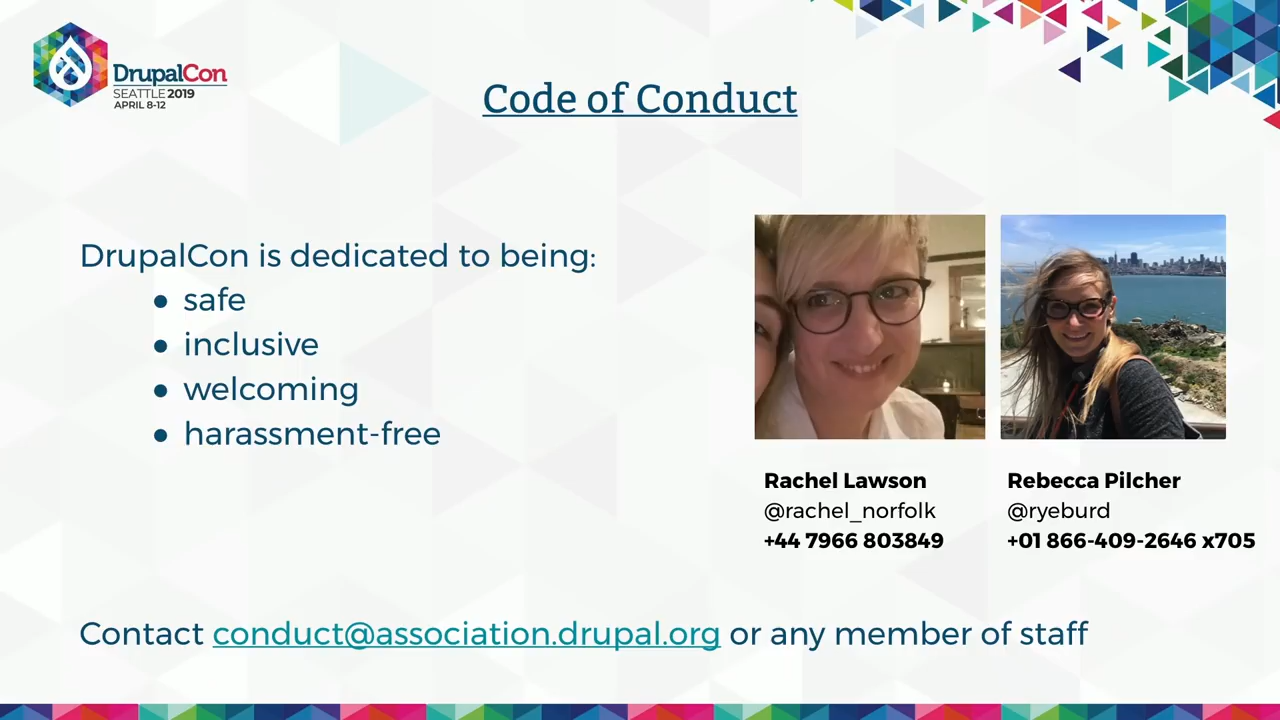 DrupalCon
SEATTLE 2019
APRIL 8-12
Code of Conduct
DrupalCon is dedicated to being:
● safe
● inclusive
● welcoming
● harassment-free
Rachel Lawson
@rachel_norfolk
+44 7966 803849
Rebecca Pilcher
@ryeburd
+01 866-409-2646 x705
Contact conduct@association.drupal.org or any member of staff